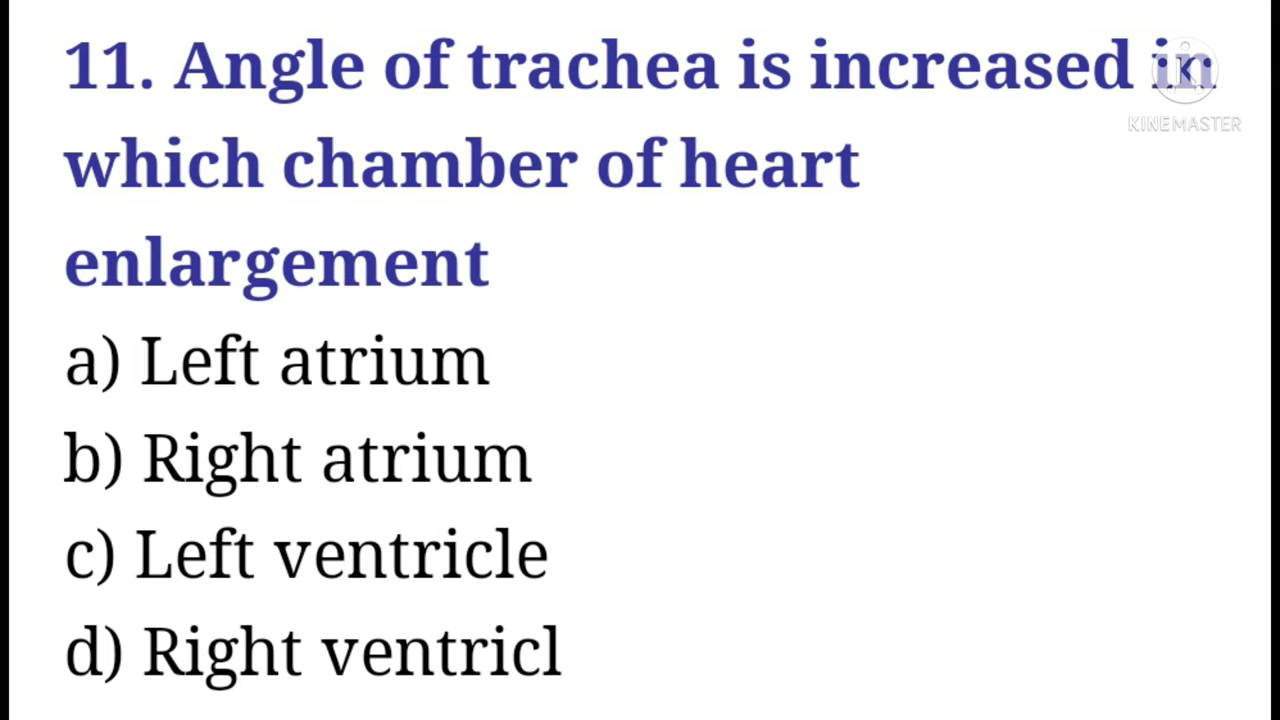 11. Angle of trachea is increased in
KINEMASTER
which chamber of heart
enlargement
a) Left atrium
b) Right atrium
c) Left ventricle
d) Right ventricl